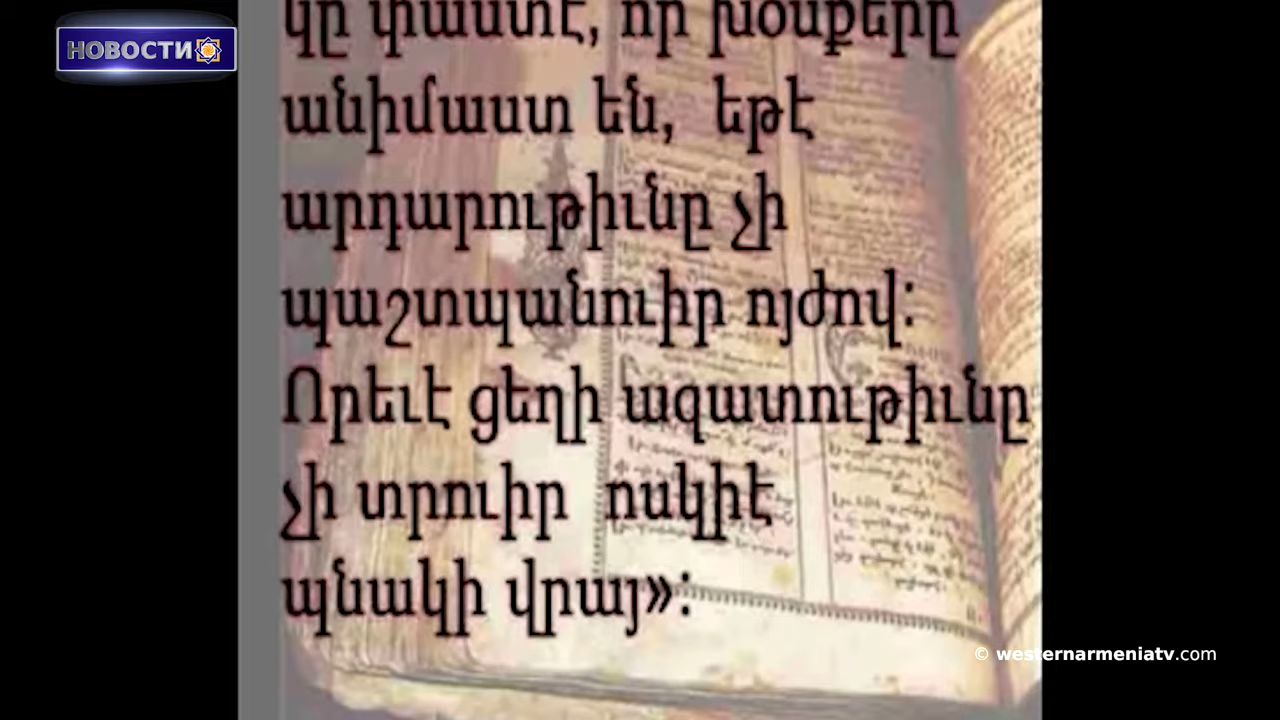 НОВОСТИ
կը փաստէ, որ խօսքերը
անիմաստ են, եթէ
արդարութիւնը չի
պաշտպանուիր ոյժով:
Որեւէ ցեղի ազատութիւնը
չի տրուիր ոսկիէ
պնակի վրայ»:
© westernarmeniatv.com